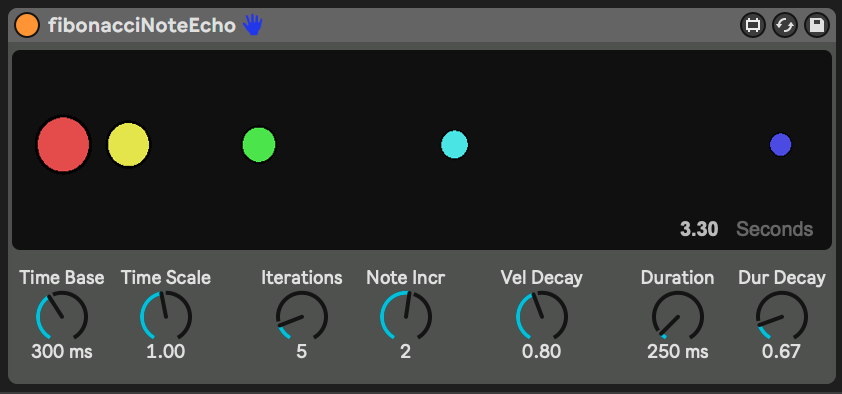 fibonacciNoteEcho
3.30 Seconds
Time Base Time Scale Iterations Note Incr Vel Decay Duration Dur Decay
300 ms 1.00 5 2 0.80 250 ms 0.67